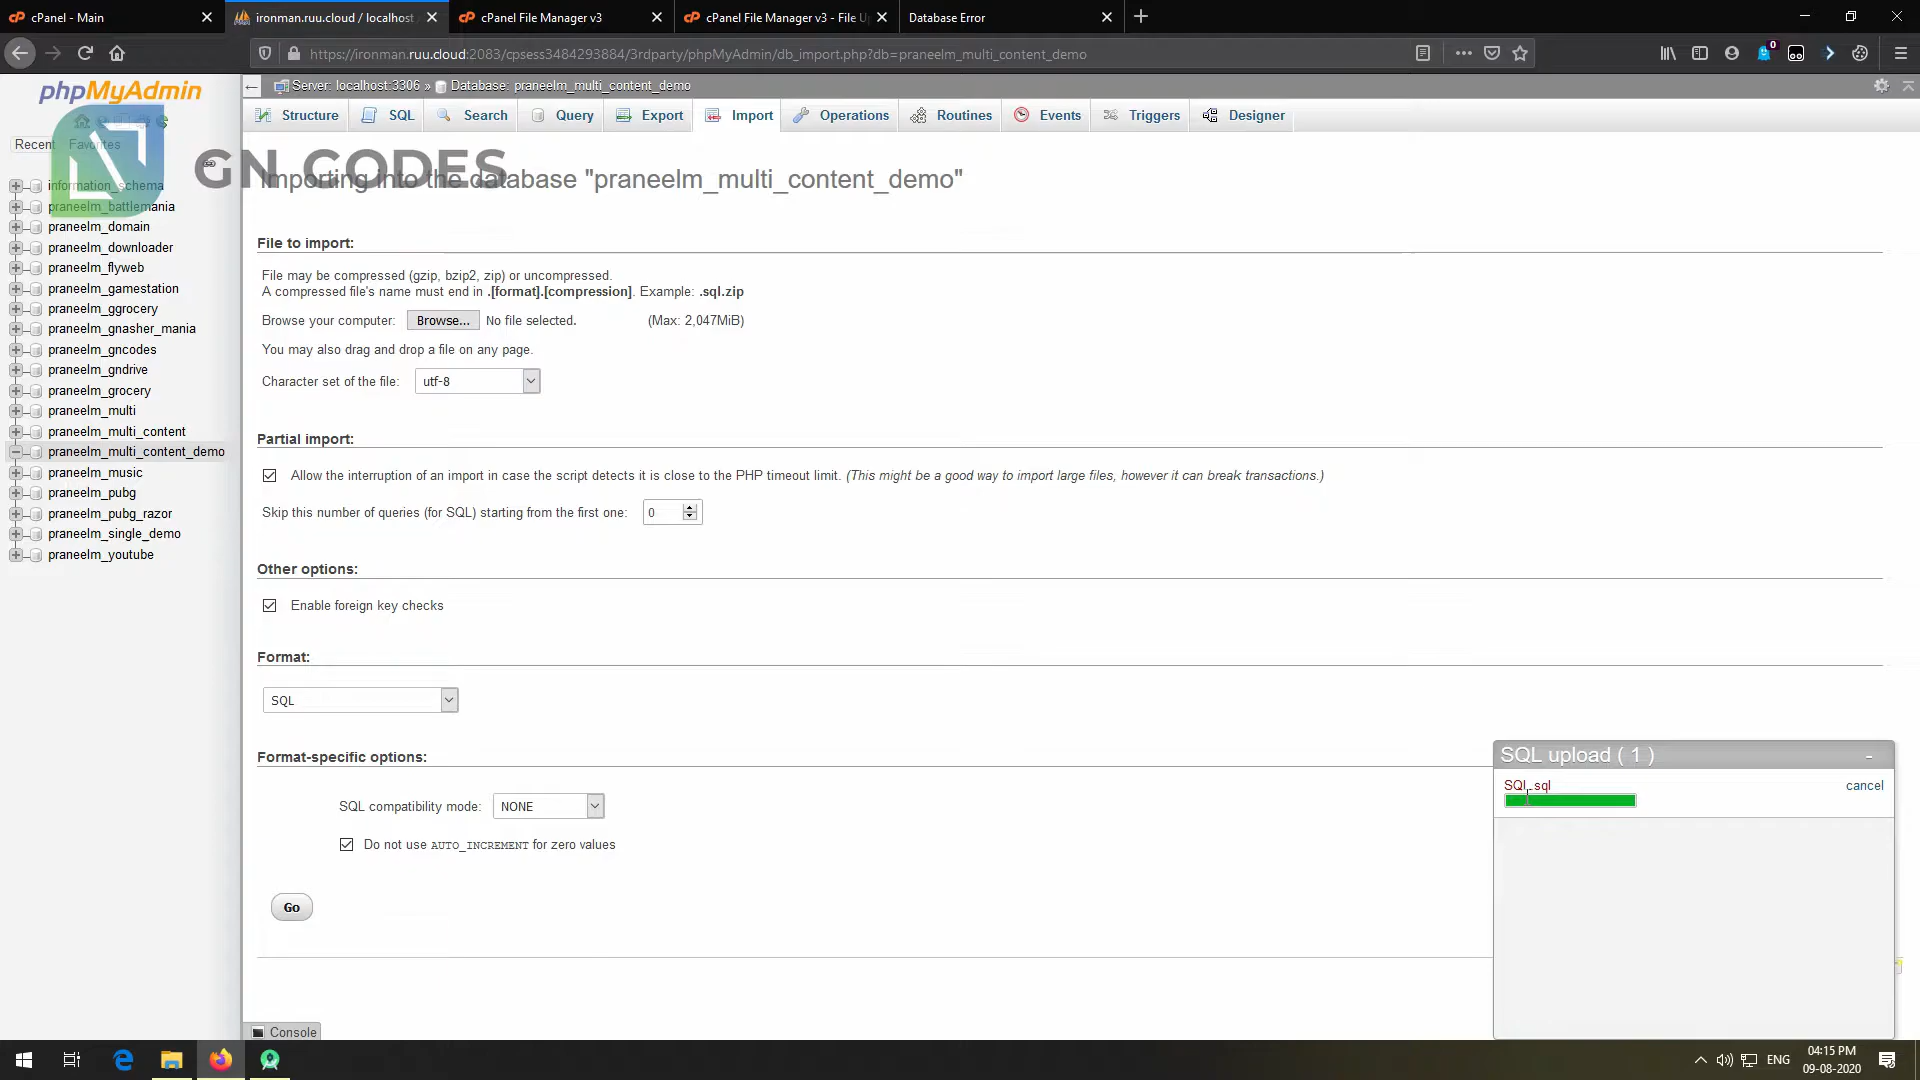 cPanel - Main
ironman.ruu.cloud / localhost
cPanel File Manager v3
cPanel File Manager v3 - File U
Database Error
https://ironman.ruu.cloud:2083/cpsess3484293884/3rdparty/phpMyAdmin/db_import.php?db=praneelm_multi_content_demo
0
phpMyAdmin
Server: localhost:3306 » Database: praneelm_multi_content_demo
Structure SQL Search Query Export Import Operations Routines Events Triggers Designer
Recent Favorites
GN CODES
Importing into the database "praneelm_multi_content_demo"
information_schema
praneelm_battlemania
praneelm_domain
praneelm_downloader
praneelm_flyweb
praneelm_gamestation
praneelm_ggrocery
praneelm_gnasher_mania
praneelm_gncodes
praneelm_gndrive
praneelm_grocery
praneelm_multi
praneelm_multi_content
praneelm_multi_content_demo
praneelm_music
praneelm_pubg
praneelm_pubg_razor
praneelm_single_demo
praneelm_youtube
File to import:
File may be compressed (gzip, bzip2, zip) or uncompressed.
A compressed file's name must end in .[format].[compression]. Example: .sql.zip
Browse your computer: Browse... No file selected. (Max: 2,047MiB)
You may also drag and drop a file on any page.
Character set of the file: utf-8
Partial import:
Allow the interruption of an import in case the script detects it is close to the PHP timeout limit. (This might be a good way to import large files, however it can break transactions.)
Skip this number of queries (for SQL) starting from the first one: 0
Other options:
Enable foreign key checks
Format:
SQL
Format-specific options:
SQL compatibility mode: NONE
Do not use AUTO_INCREMENT for zero values
Go
SQL upload ( 1 ) -
SQL.sql cancel
Console
ENG
04:15 PM
09-08-2020